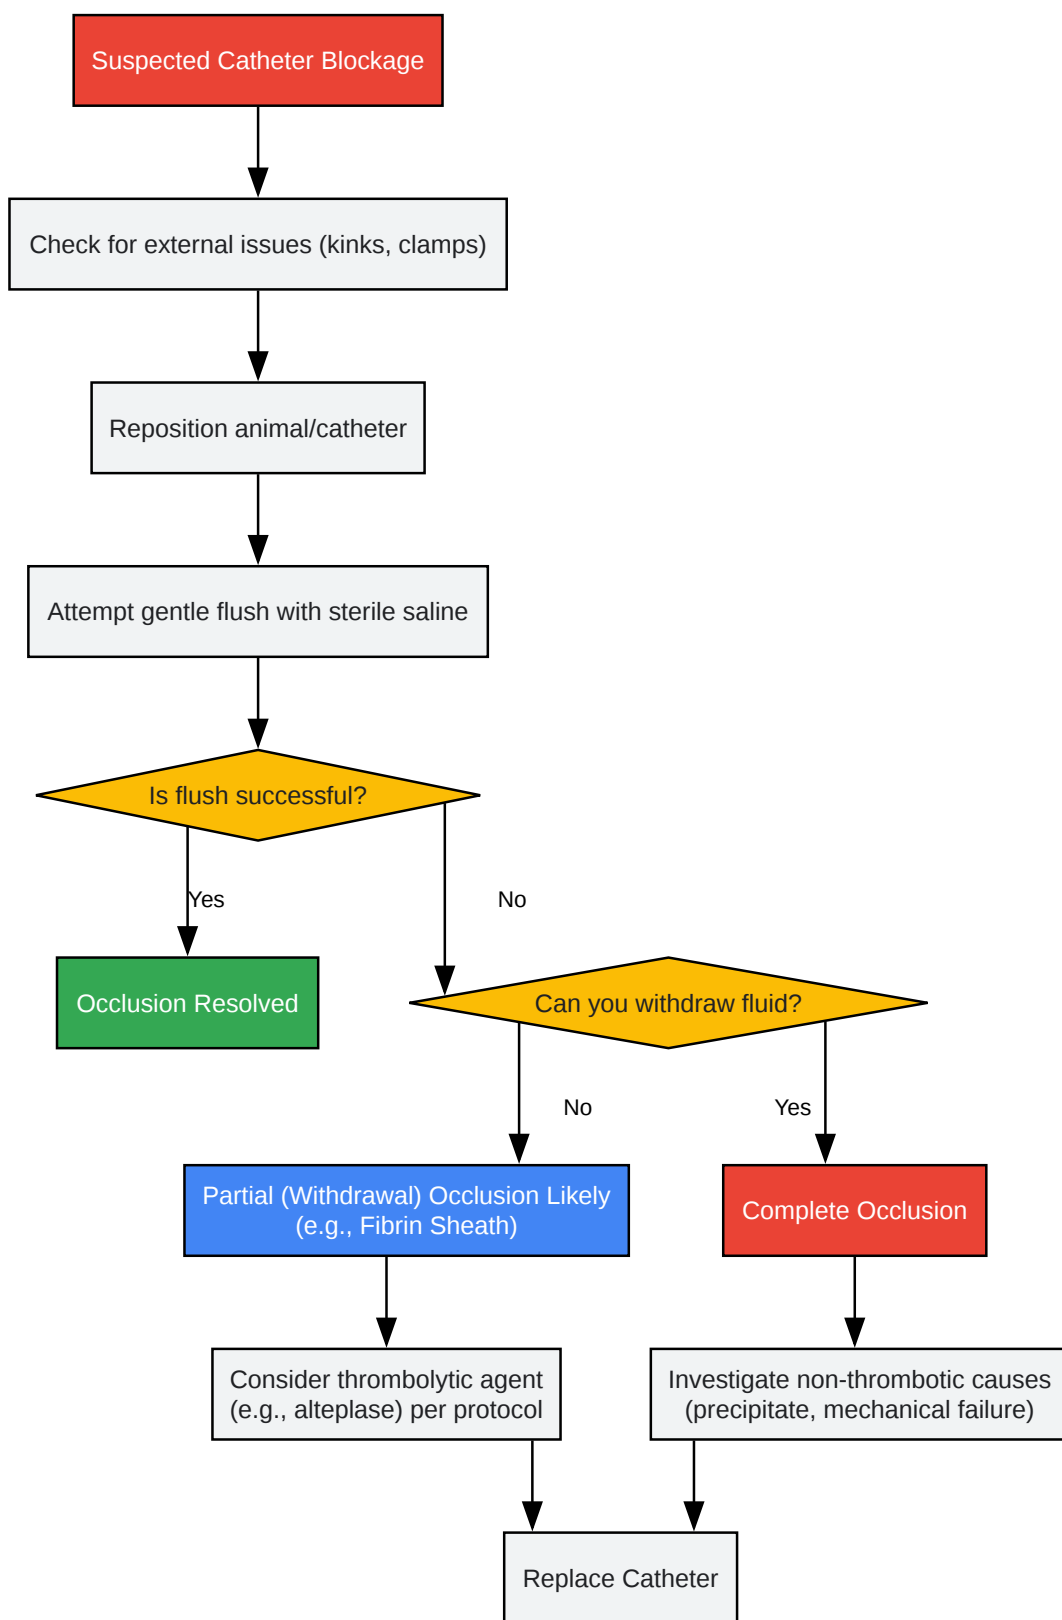 Suspected Catheter Blockage
Check for external issues (kinks, clamps)
Reposition animal/catheter
Attempt gentle flush with sterile saline
Is flush successful?
Yes
No
Occlusion Resolved
Can you withdraw fluid?
No
Yes
Partial (Withdrawal) Occlusion Likely
(e.g., Fibrin Sheath)
Complete Occlusion
Consider thrombolytic agent
(e.g., alteplase) per protocol
Investigate non-thrombotic causes
(precipitate, mechanical failure)
Replace Catheter